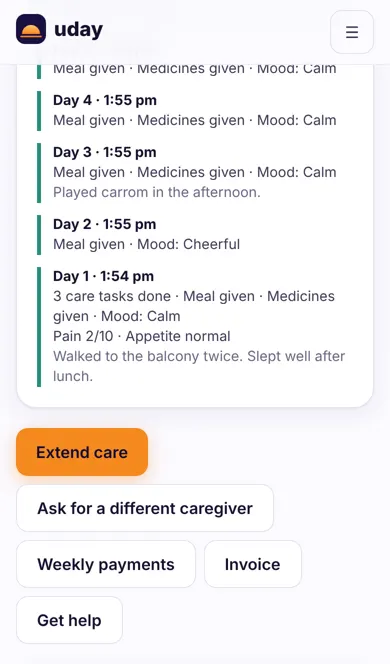 uday
☰
Meal given · Medicines given · Mood: Calm
Day 4 · 1:55 pm
Meal given · Medicines given · Mood: Calm
Day 3 · 1:55 pm
Meal given · Medicines given · Mood: Calm
Played carrom in the afternoon.
Day 2 · 1:55 pm
Meal given · Mood: Cheerful
Day 1 · 1:54 pm
3 care tasks done · Meal given · Medicines
given · Mood: Calm
Pain 2/10 · Appetite normal
Walked to the balcony twice. Slept well after
lunch.
Extend care
Ask for a different caregiver
Weekly payments
Invoice
Get help